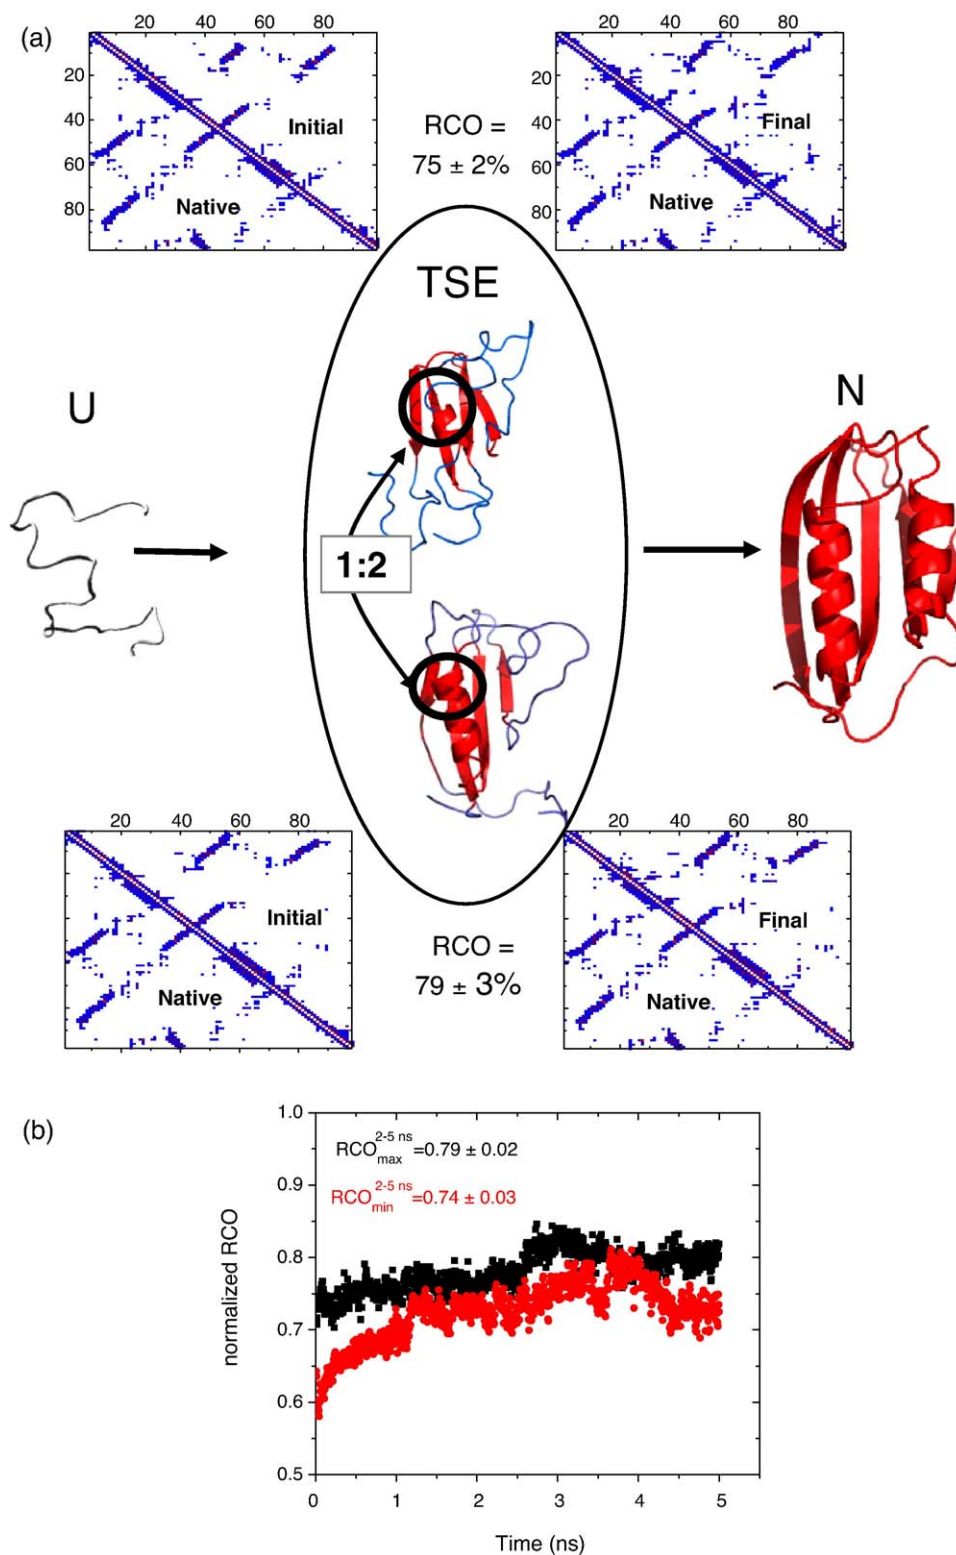 (a)
20 40 60 80
20
40
60
80
Initial
Native
RCO =
75 ± 2%
20 40 60 80
20
40
60
80
Final
Native
TSE
U
N
1:2
20 40 60 80
Initial
Native
RCO =
79 ± 3%
20 40 60 80
Final
Native
(b)
1.0
0.9
0.8
0.7
0.6
0.5
normalized RCO
RCO max 2-5 ns =0.79 ± 0.02
RCO min 2-5 ns =0.74 ± 0.03
0 1 2 3 4 5
Time (ns)